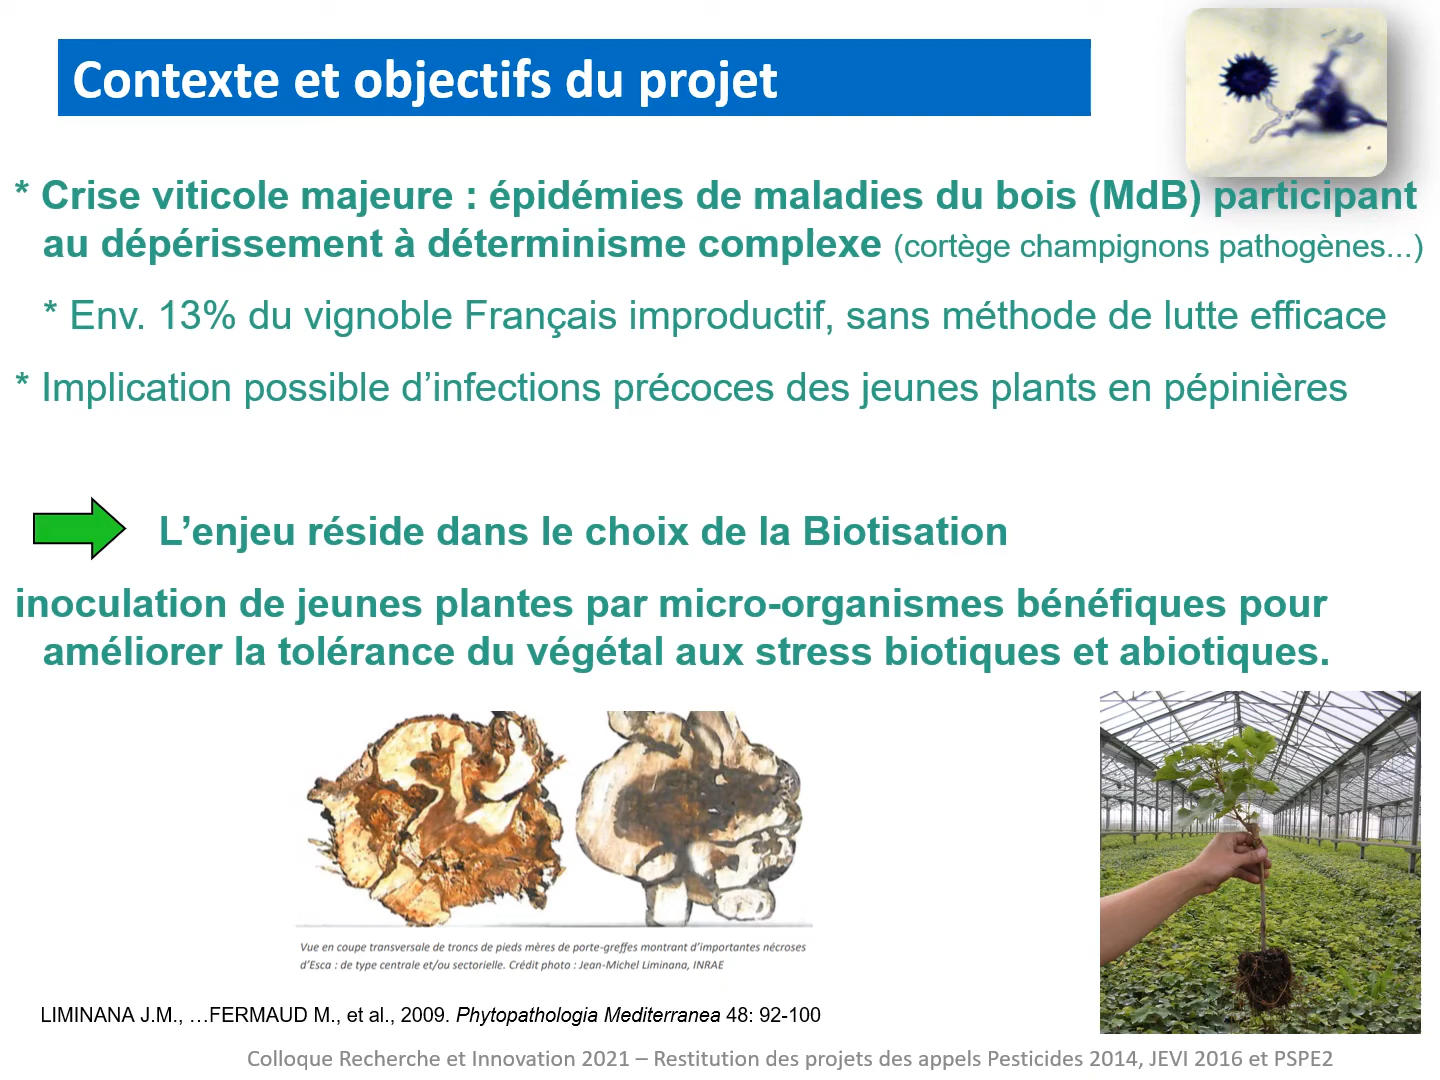 Contexte et objectifs du projet
* Crise viticole majeure : épidémies de maladies du bois (MdB) participant
au dépérissement à déterminisme complexe (cortège champignons pathogènes...)
* Env. 13% du vignoble Français improductif, sans méthode de lutte efficace
* Implication possible d’infections précoces des jeunes plants en pépinières
L’enjeu réside dans le choix de la Biotisation
inoculation de jeunes plantes par micro-organismes bénéfiques pour
améliorer la tolérance du végétal aux stress biotiques et abiotiques.
Vue en coupe transversale de troncs de pieds mères de porte-greffes montrant d’importantes nécroses
d’Esca : de type centrale et/ou sectorielle. Crédit photo : Jean-Michel Liminana, INRAE
LIMINANA J.M., …FERMAUD M., et al., 2009. Phytopathologia Mediterranea 48: 92-100
Colloque Recherche et Innovation 2021 – Restitution des projets des appels Pesticides 2014, JEVI 2016 et PSPE2